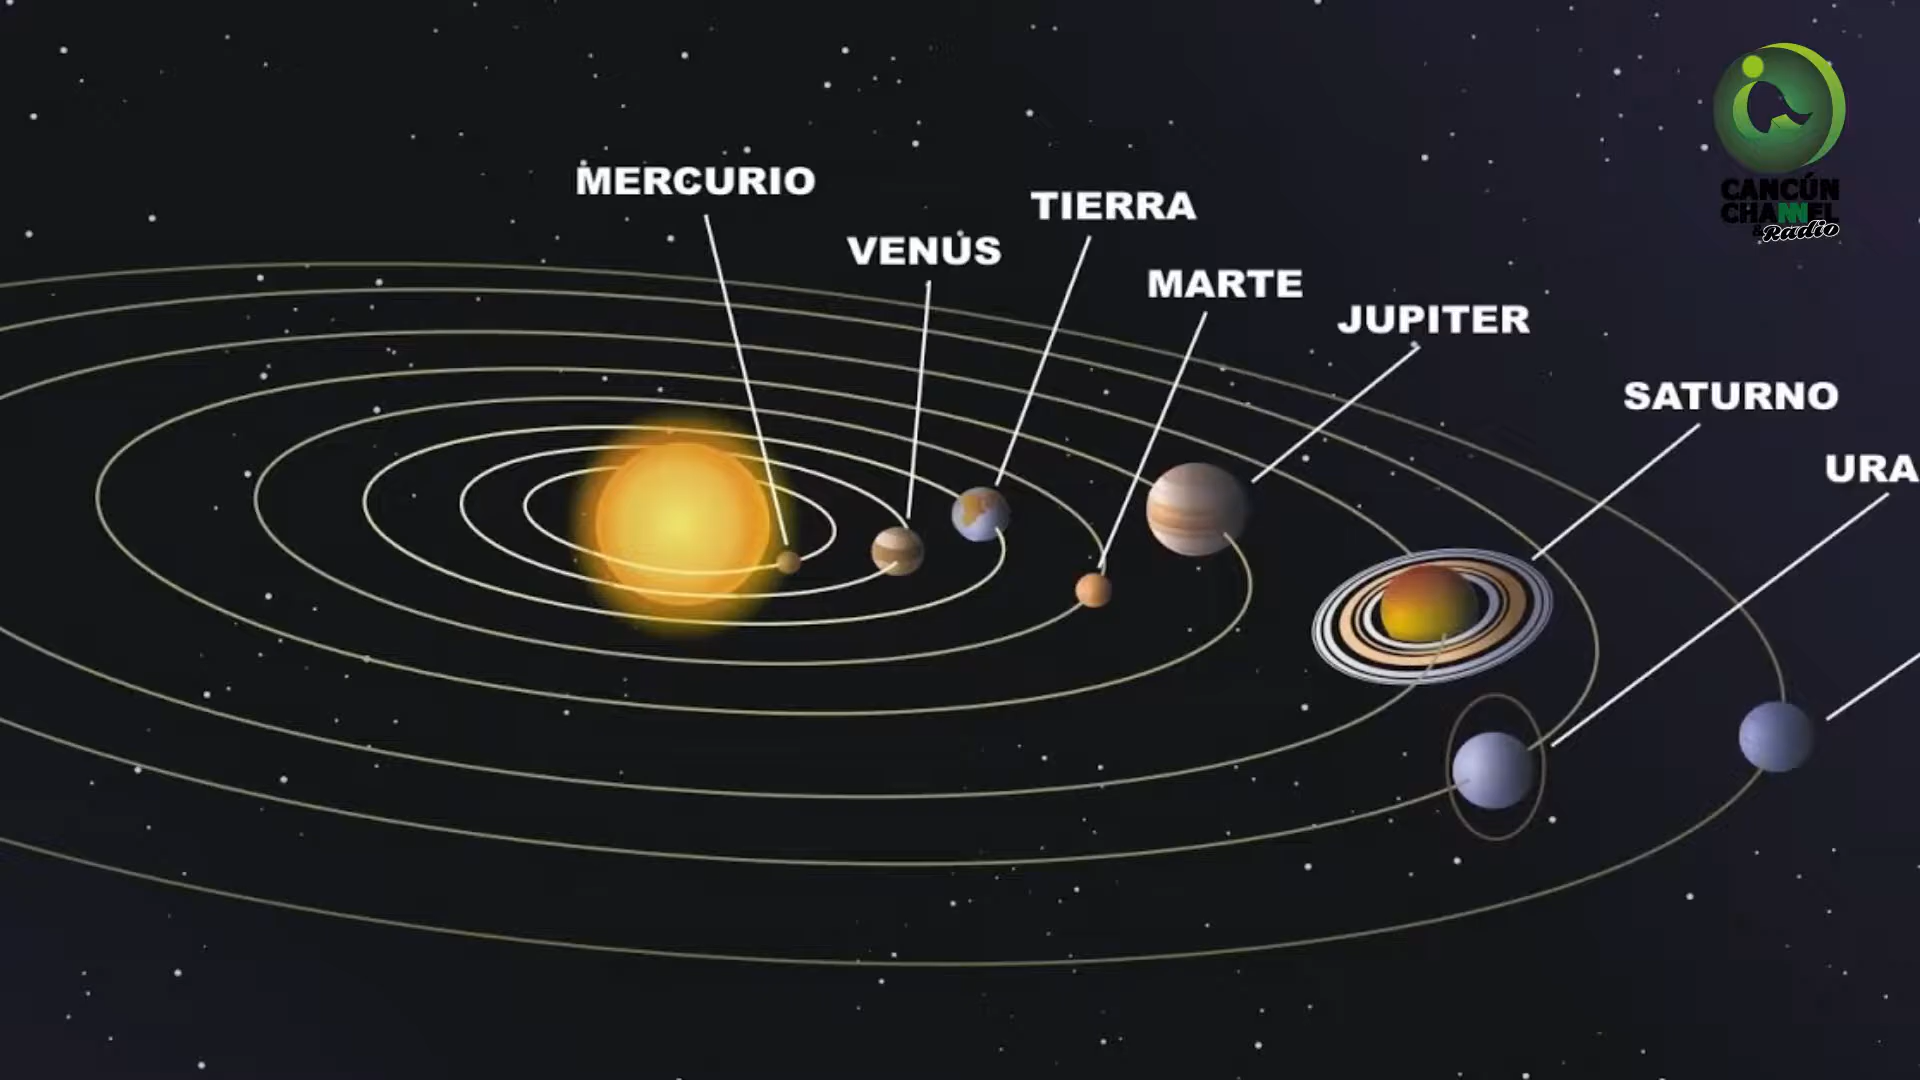 MERCURIO
VENUS
TIERRA
MARTE
JUPITER
SATURNO
URA
CANCÚN
CHANNEL
&Radio